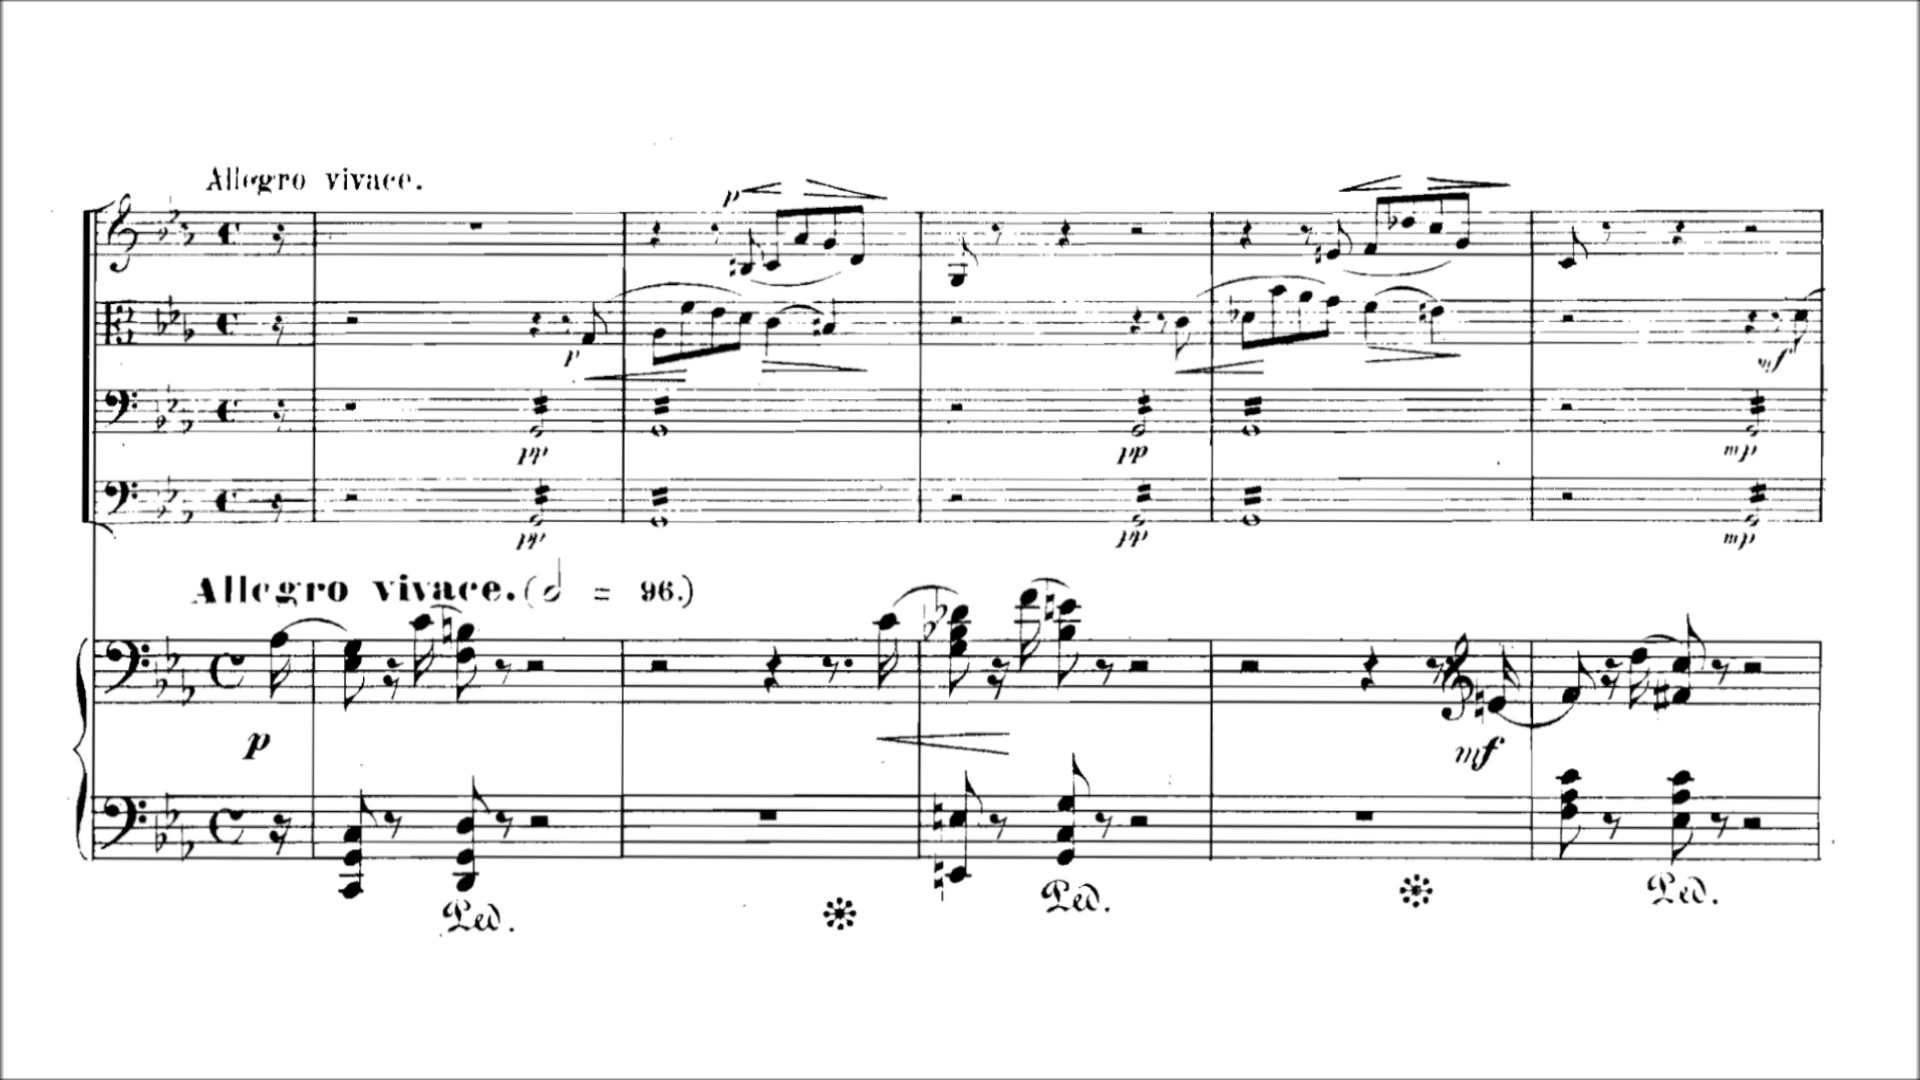 Allegro vivace.
p
p
pp pp mp
mf
pp pp mp
Allegro vivace. (𝅗𝅥 = 96.)
p mf
Ped. Ped. Ped.